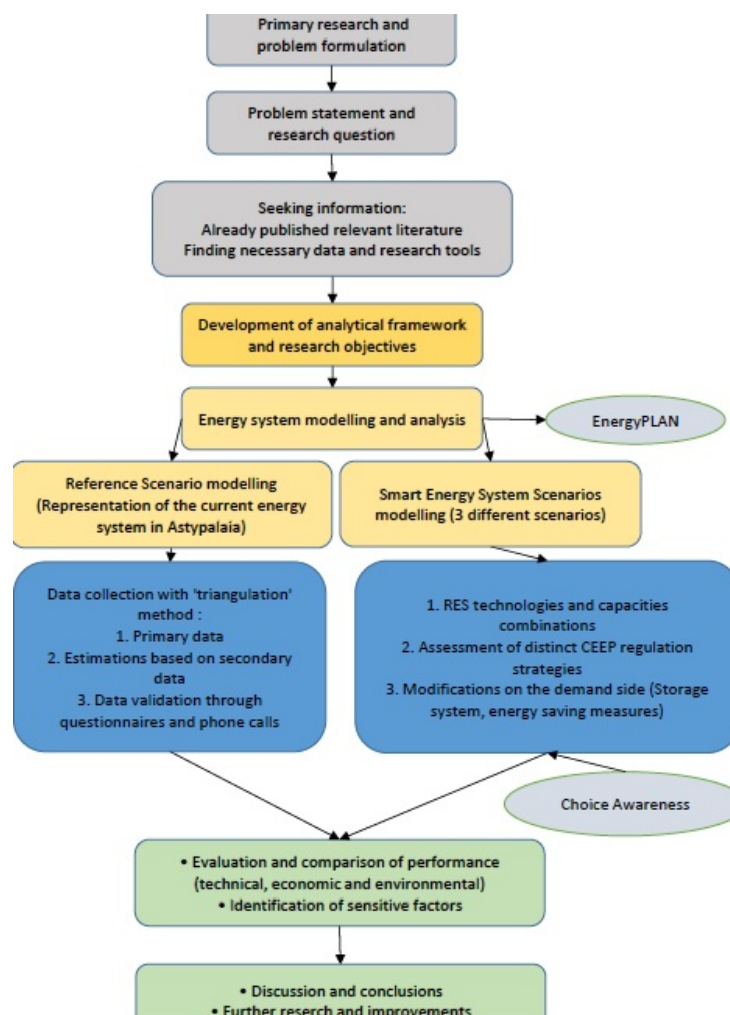 Primary research and
problem formulation
Problem statement and
research question
Seeking information:
Already published relevant literature
Finding necessary data and research tools
Development of analytical framework
and research objectives
Energy system modelling and analysis
EnergyPLAN
Reference Scenario modelling
(Representation of the current energy
system in Astypalaia)
Smart Energy System Scenarios
modelling (3 different scenarios)
Data collection with 'triangulation'
method :
1. Primary data
2. Estimations based on secondary
data
3. Data validation through
questionnaires and phone calls
1. RES technologies and capacities
combinations
2. Assessment of distinct CEEP regulation
strategies
3. Modifications on the demand side (Storage
system, energy saving measures)
Choice Awareness
• Evaluation and comparison of performance
(technical, economic and environmental)
• Identification of sensitive factors
• Discussion and conclusions
• Further reserch and improvements